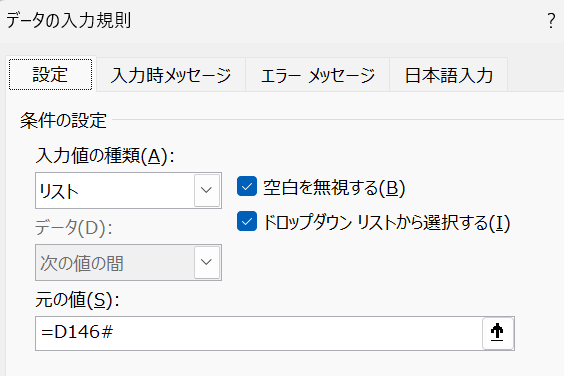 データの入力規則 ?
設定 入力時メッセージ エラー メッセージ 日本語入力
条件の設定
入力値の種類(A):
リスト 空白を無視する(B)
データ(D): ドロップダウン リストから選択する(I)
次の値の間
元の値(S):
=D146#